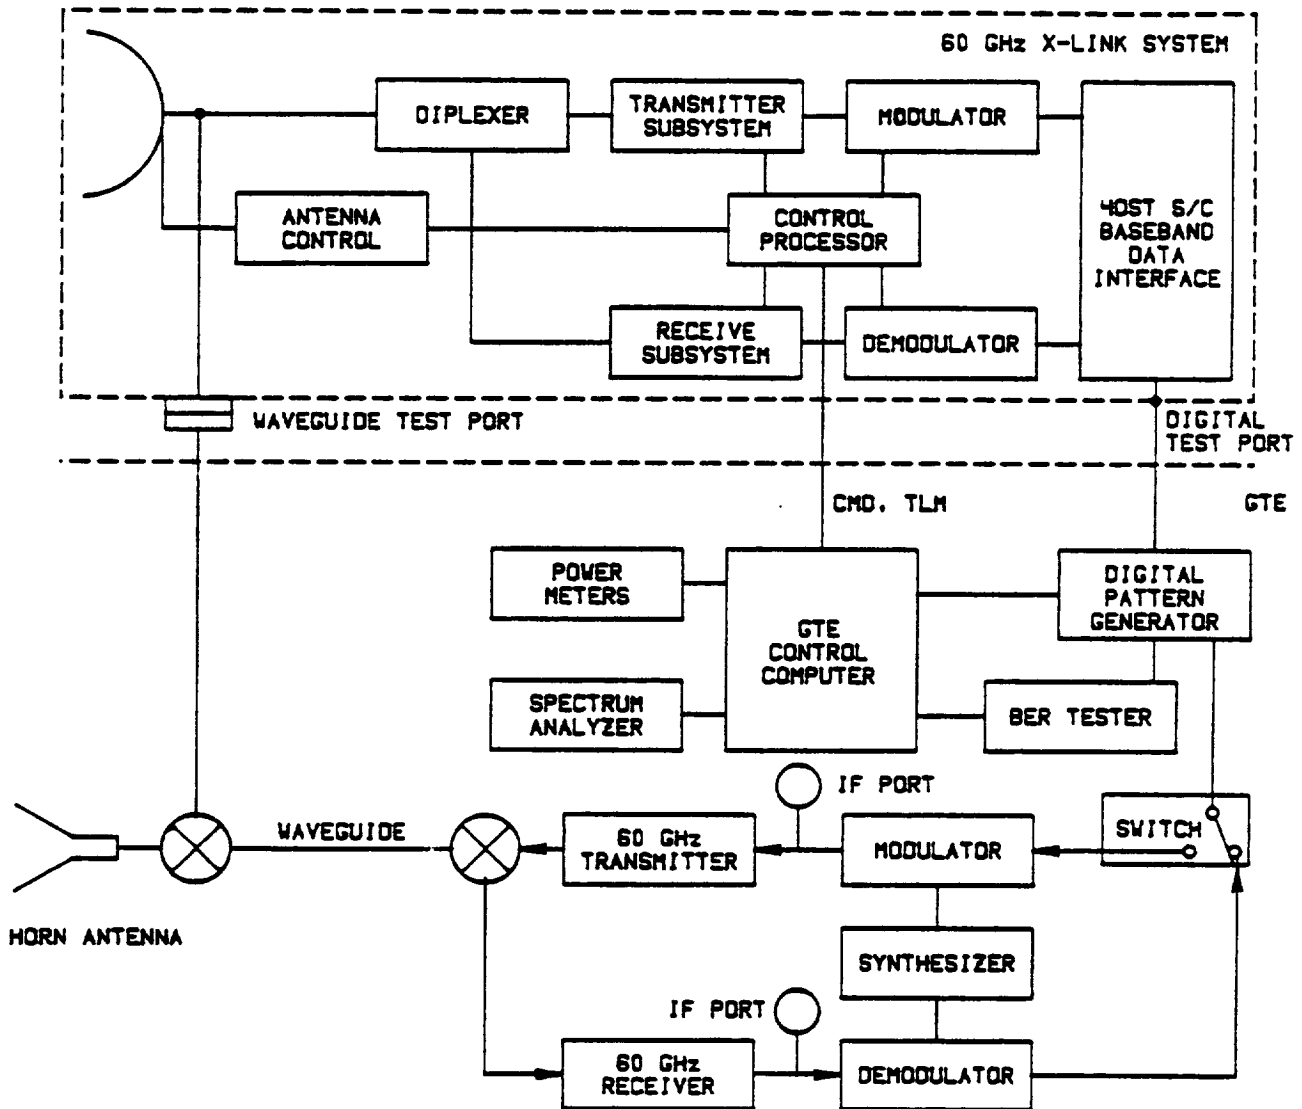 60 GHz X-LINK SYSTEM
DIPLEXER
TRANSMITTER
SUBSYSTEM
MODULATOR
ANTENNA
CONTROL
CONTROL
PROCESSOR
HOST S/C
BASEBAND
DATA
INTERFACE
RECEIVE
SUBSYSTEM
DEMODULATOR
WAVEGUIDE TEST PORT
DIGITAL
TEST PORT
CMD. TLM
GTE
POWER
METERS
GTE
CONTROL
COMPUTER
DIGITAL
PATTERN
GENERATOR
SPECTRUM
ANALYZER
BER TESTER
IF PORT
WAVEGUIDE
60 GHz
TRANSMITTER
MODULATOR
SWITCH
HORN ANTENNA
SYNTHESIZER
IF PORT
60 GHz
RECEIVER
DEMODULATOR